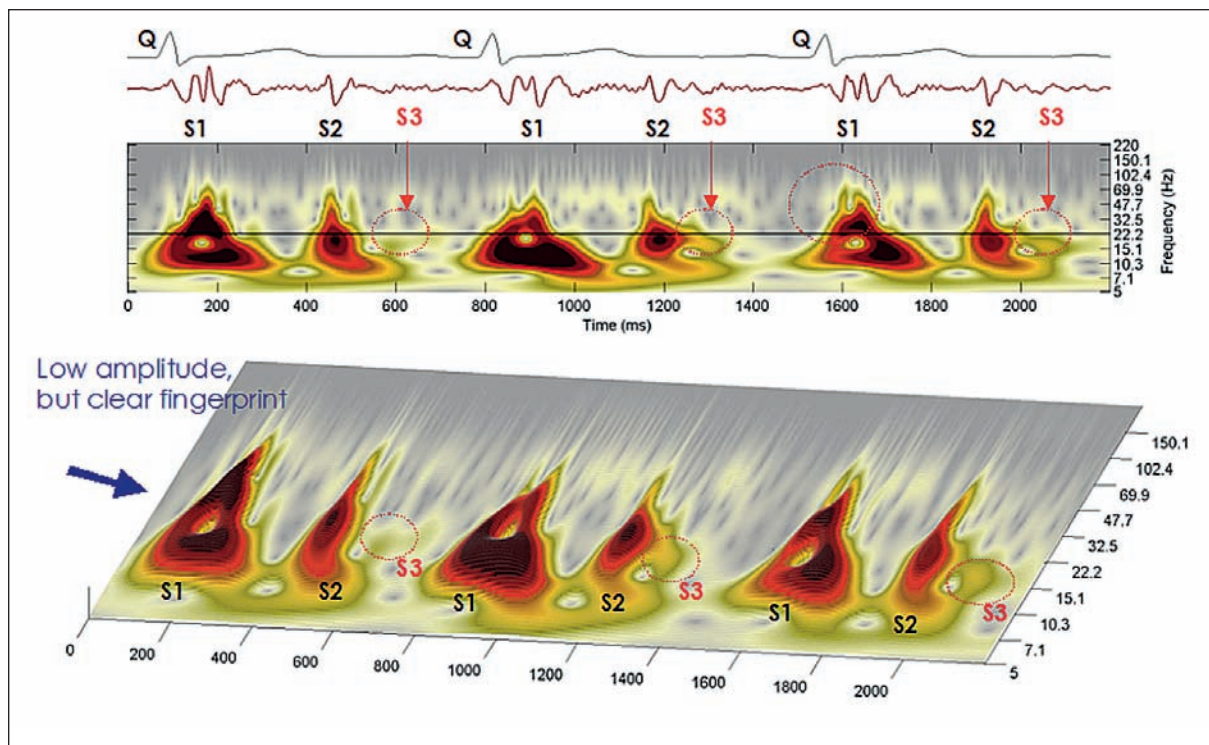 Q Q Q
S3 S3 S3
S1 S2 S1 S2 S1 S2
220
150.1
102.4
69.9
47.7
32.5
22.2
15.1
10.3
7.1
5
Frequency (Hz)
0 200 400 600 800 1000 1200 1400 1600 1800 2000
Time (ms)
Low amplitude,
but clear fingerprint
150.1
102.4
69.9
47.7
32.5
22.2
15.1
10.3
7.1
5
S1 S2 S3 S1 S2 S3 S1 S2 S3
0 200 400 600 800 1000 1200 1400 1600 1800 2000